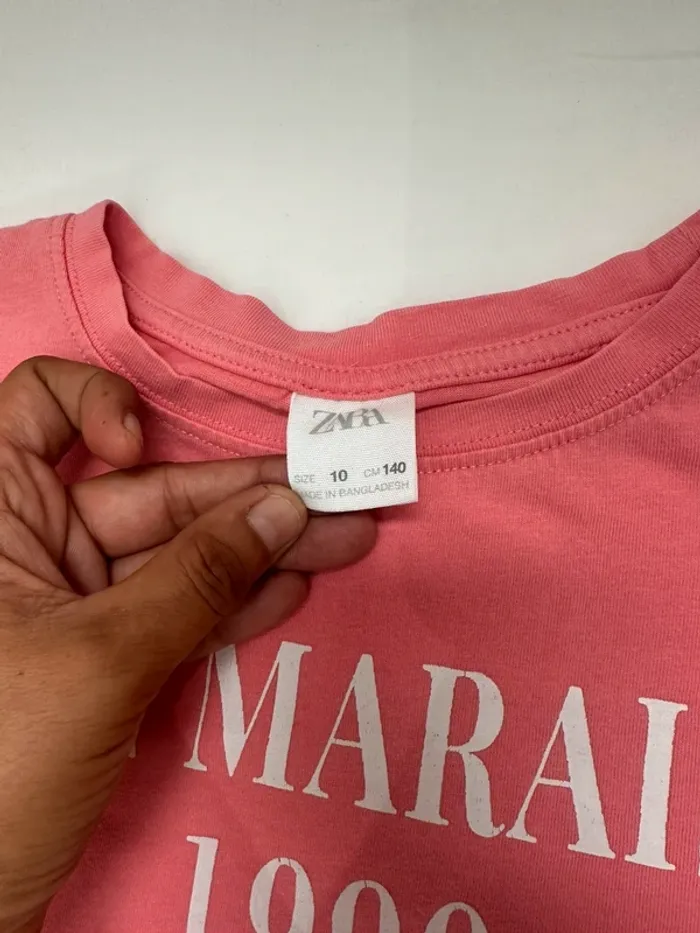 ZARA
SIZE 10 CM 140
MADE IN BANGLADESH
MARAI